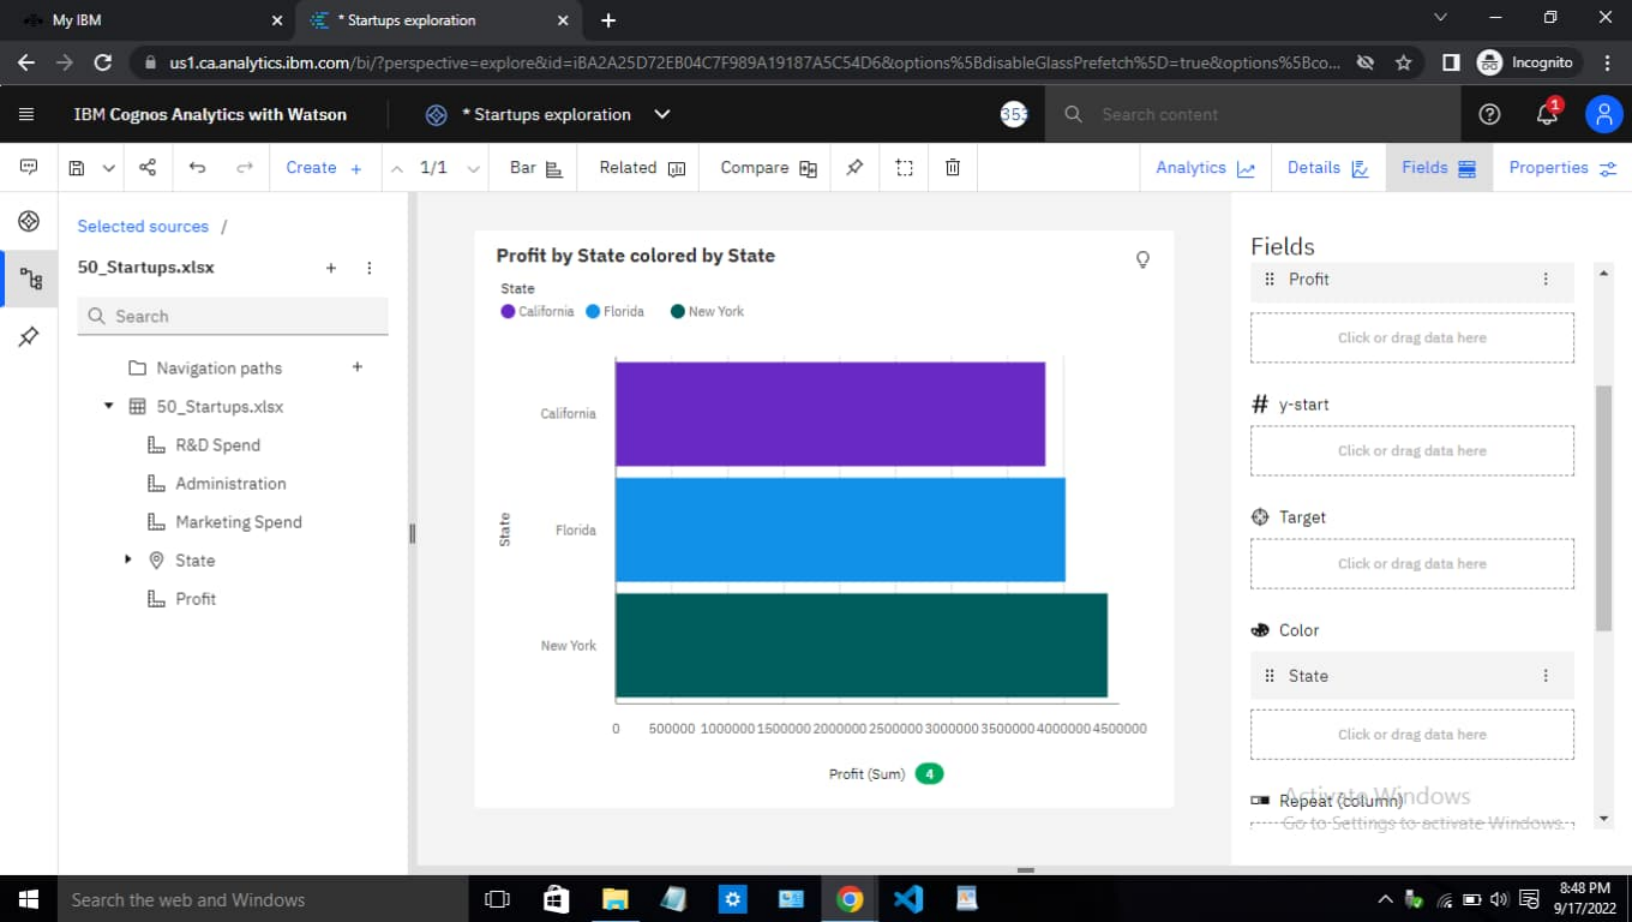 My IBM
* Startups exploration
us1.ca.analytics.ibm.com/bi/?perspective=explore&id=iBA2A25D72EB04C7F989A19187A5C54D6&options%5BdisableGlassPrefetch%5D=true&options%5Bco...
Incognito
IBM Cognos Analytics with Watson
* Startups exploration
353
Search content
1
Create +
1/1
Bar
Related
Compare
Analytics
Details
Fields
Properties
Selected sources /
50_Startups.xlsx
Search
Navigation paths
50_Startups.xlsx
R&D Spend
Administration
Marketing Spend
State
Profit
Profit by State colored by State
State
California
Florida
New York
State
California
Florida
New York
0 500000 1000000 1500000 2000000 2500000 3000000 3500000 4000000 4500000
Profit (Sum) 4
Fields
Profit
Click or drag data here
# y-start
Click or drag data here
Target
Click or drag data here
Color
State
Click or drag data here
Repeat (column)
Activate Windows
Go to Settings to activate Windows.
Search the web and Windows
8:48 PM
9/17/2022